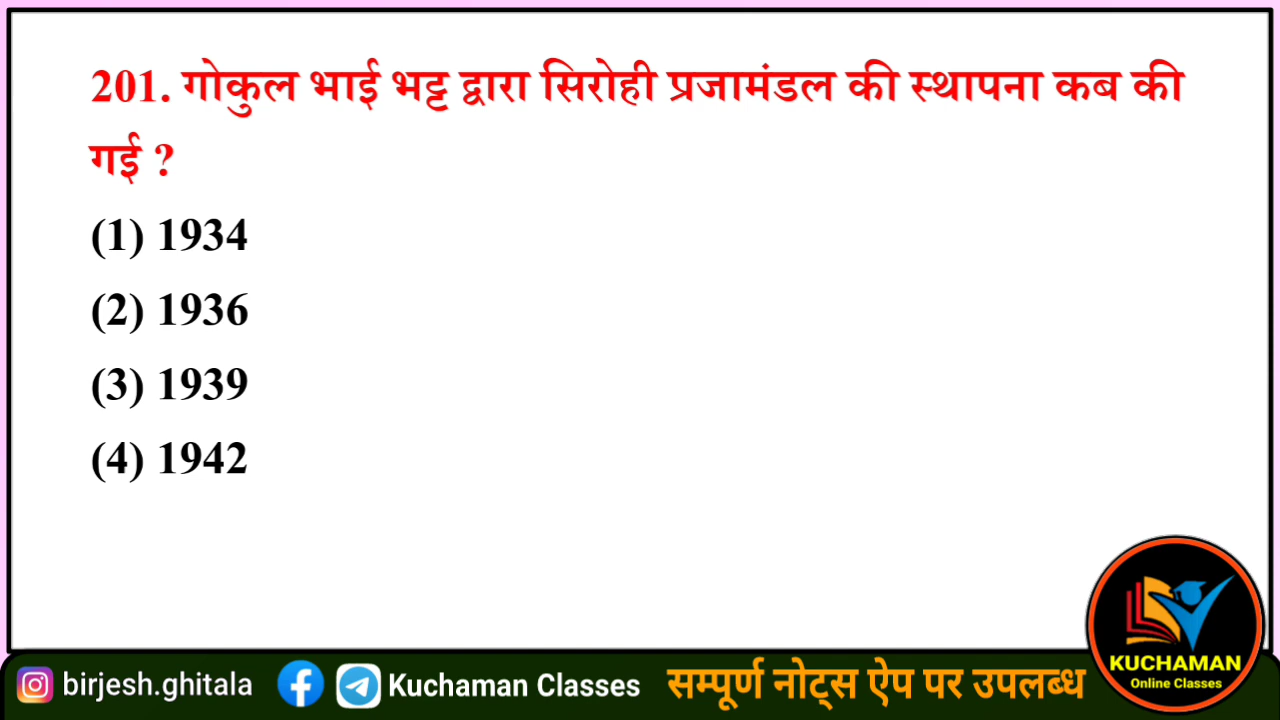 201. गोकुल भाई भट्ट द्वारा सिरोही प्रजामंडल की स्थापना कब की
गई ?
(1) 1934
(2) 1936
(3) 1939
(4) 1942
KUCHAMAN
Online Classes
birjesh.ghitala
Kuchaman Classes
सम्पूर्ण नोट्स ऐप पर उपलब्ध